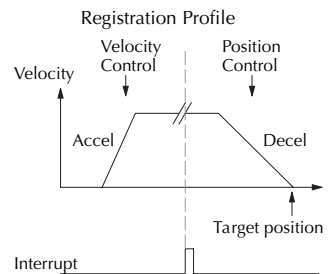 Registration Profile
Velocity
Control
Position
Control
Velocity
Accel
Decel
Target position
Interrupt